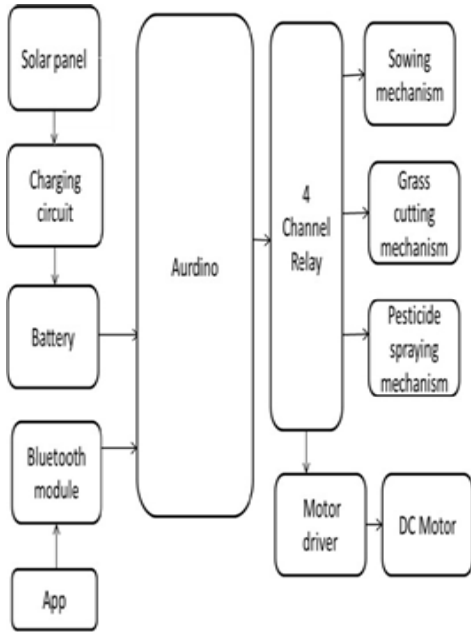 Solar panel
Charging
circuit
Battery
Bluetooth
module
App
Aurdino
4
Channel
Relay
Sowing
mechanism
Grass
cutting
mechanism
Pesticide
spraying
mechanism
Motor
driver
DC Motor